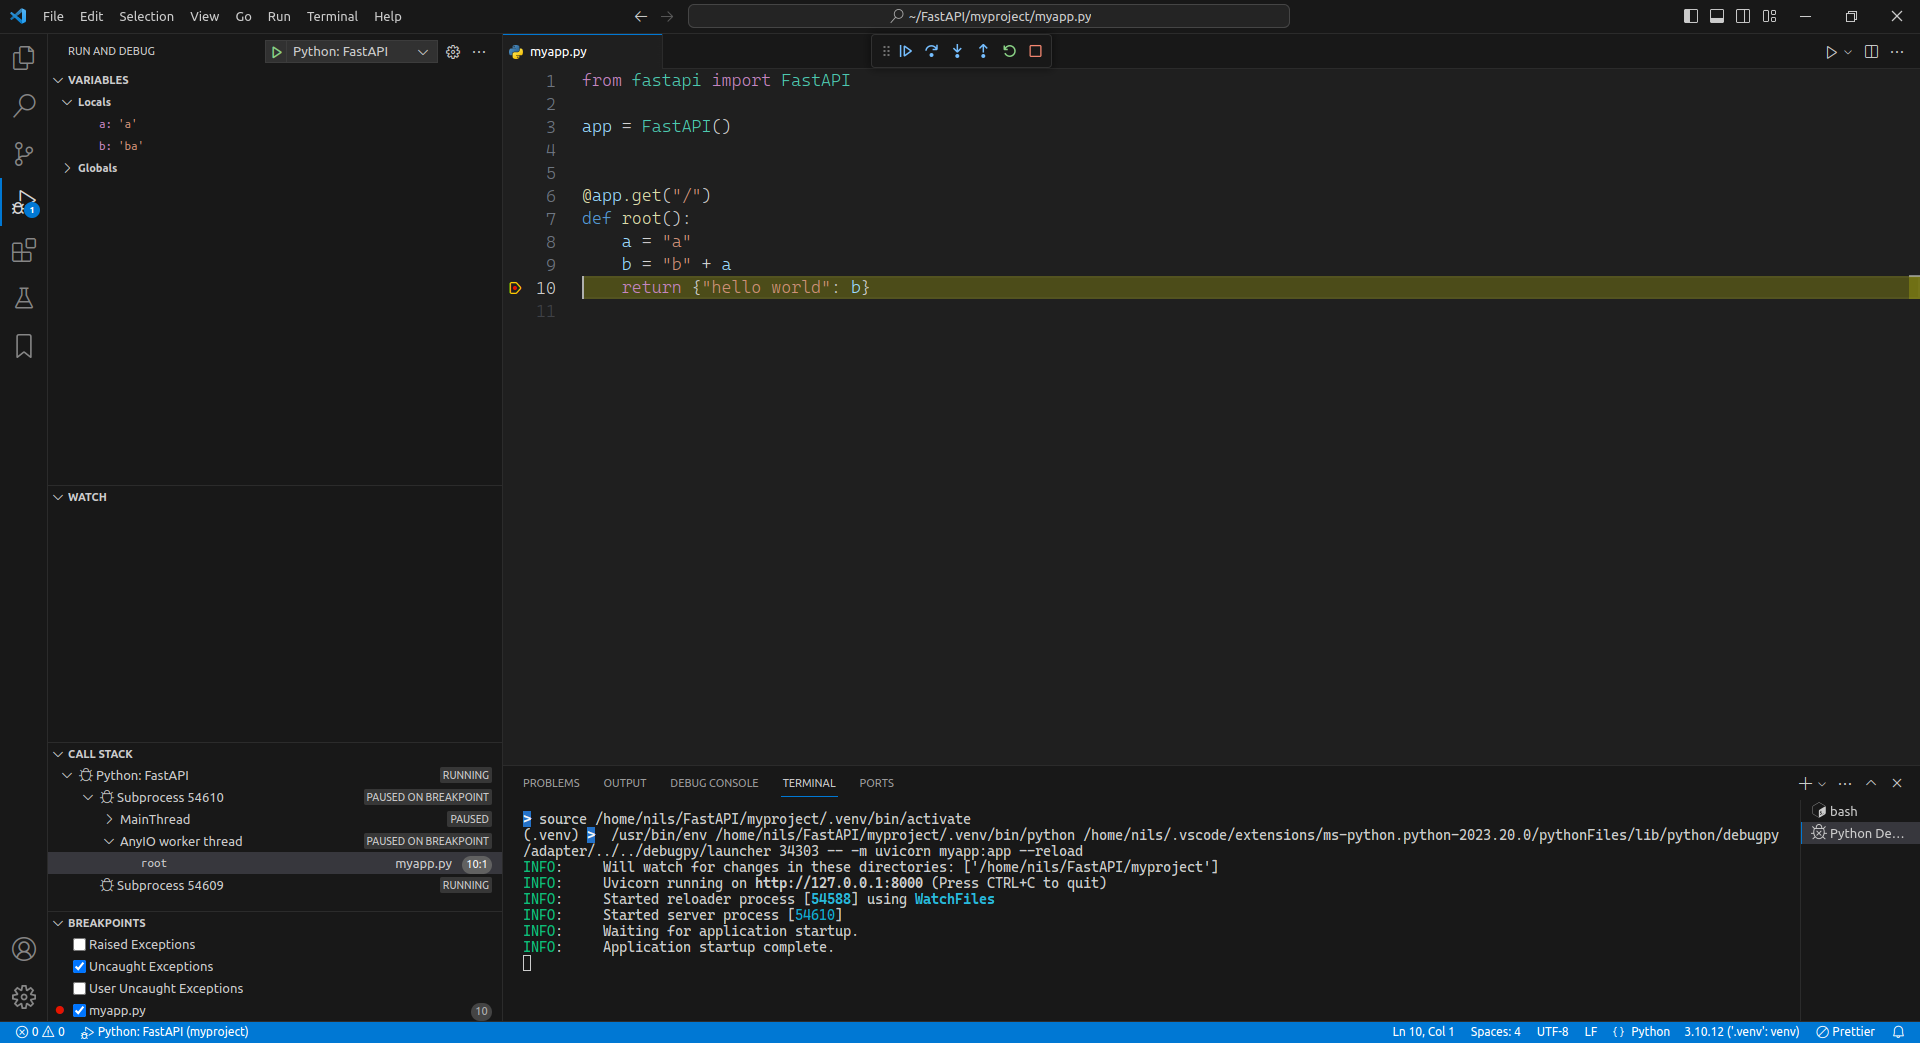 File Edit Selection View Go Run Terminal Help
~/FastAPI/myproject/myapp.py
RUN AND DEBUG
Python: FastAPI
VARIABLES
Locals
a: 'a'
b: 'ba'
Globals
WATCH
CALL STACK
Python: FastAPI RUNNING
Subprocess 54610 PAUSED ON BREAKPOINT
MainThread PAUSED
AnyIO worker thread PAUSED ON BREAKPOINT
root myapp.py 10:1
Subprocess 54609 RUNNING
BREAKPOINTS
Raised Exceptions
Uncaught Exceptions
User Uncaught Exceptions
myapp.py 10
1
myapp.py
1 from fastapi import FastAPI
2
3 app = FastAPI()
4
5
6 @app.get("/")
7 def root():
8 a = "a"
9 b = "b" + a
10 return {"hello world": b}
11
PROBLEMS OUTPUT DEBUG CONSOLE TERMINAL PORTS
> source /home/nils/FastAPI/myproject/.venv/bin/activate
(.venv) > /usr/bin/env /home/nils/FastAPI/myproject/.venv/bin/python /home/nils/.vscode/extensions/ms-python.python-2023.20.0/pythonFiles/lib/python/debugpy
/adapter/../../debugpy/launcher 34303 -- -m uvicorn myapp:app --reload
INFO: Will watch for changes in these directories: ['/home/nils/FastAPI/myproject']
INFO: Uvicorn running on http://127.0.0.1:8000 (Press CTRL+C to quit)
INFO: Started reloader process [54588] using WatchFiles
INFO: Started server process [54610]
INFO: Waiting for application startup.
INFO: Application startup complete.
bash
Python De...
0 0 Python: FastAPI (myproject)
Ln 10, Col 1 Spaces: 4 UTF-8 LF {} Python 3.10.12 ('.venv': venv) Prettier